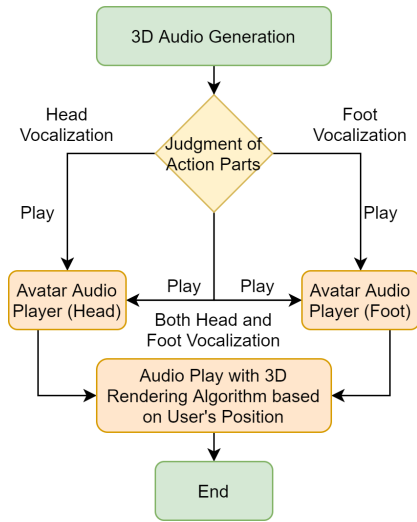 3D Audio Generation
Head
Vocalization
Foot
Vocalization
Judgment of
Action Parts
Play
Play
Avatar Audio
Player (Head)
Play
Play
Avatar Audio
Player (Foot)
Both Head and
Foot Vocalization
Audio Play with 3D
Rendering Algorithm based
on User's Position
End